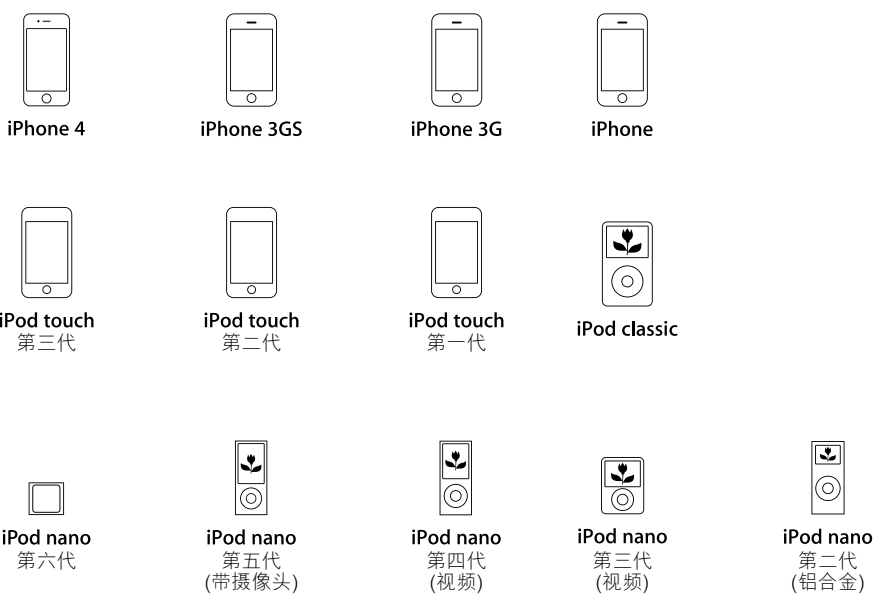 iPhone 4
iPhone 3GS
iPhone 3G
iPhone
iPod touch
第三代
iPod touch
第二代
iPod touch
第一代
iPod classic
iPod nano
第六代
iPod nano
第五代
(带摄像头)
iPod nano
第四代
(视频)
iPod nano
第三代
(视频)
iPod nano
第二代
(铝合金)